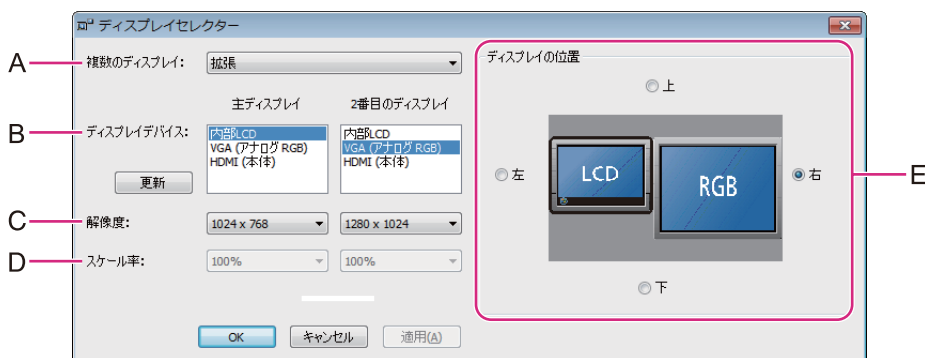 ディスプレイセレクター
A
複数のディスプレイ: 拡張
主ディスプレイ 2番目のディスプレイ
B
ディスプレイデバイス:
内部LCD
VGA (アナログ RGB)
HDMI (本体)
内部LCD
VGA (アナログ RGB)
HDMI (本体)
更新
C
解像度: 1024 x 768 1280 x 1024
D
スケール率: 100% 100%
OK キャンセル 適用(A)
ディスプレイの位置
上
左 LCD RGB 右
下
E